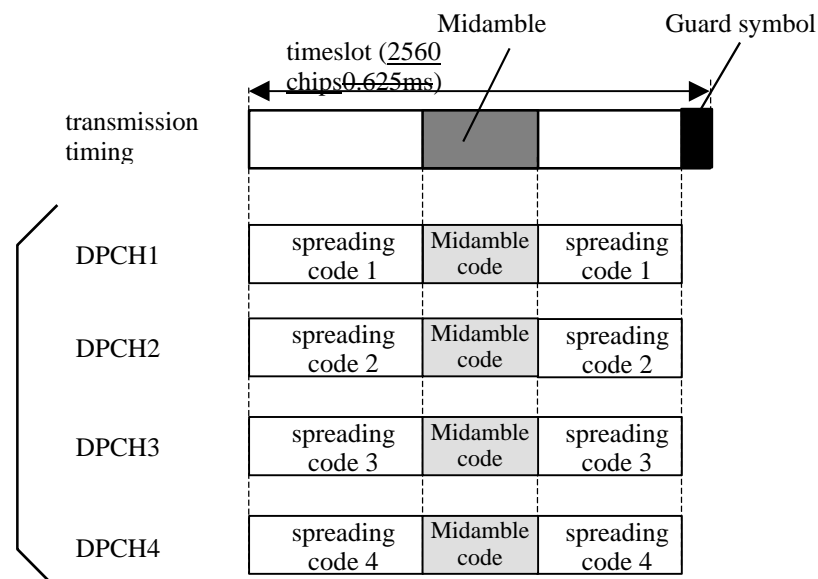 Midamble
Guard symbol
timeslot (2560
chips0.625ms)
transmission
timing
DPCH1
spreading
code 1
Midamble
code
spreading
code 1
DPCH2
spreading
code 2
Midamble
code
spreading
code 2
DPCH3
spreading
code 3
Midamble
code
spreading
code 3
DPCH4
spreading
code 4
Midamble
code
spreading
code 4